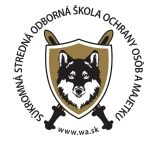 SÚKROMNÁ STREDNÁ ODBORNÁ ŠKOLA OCHRANY OSÔB A MAJETKU
www.wa.sk